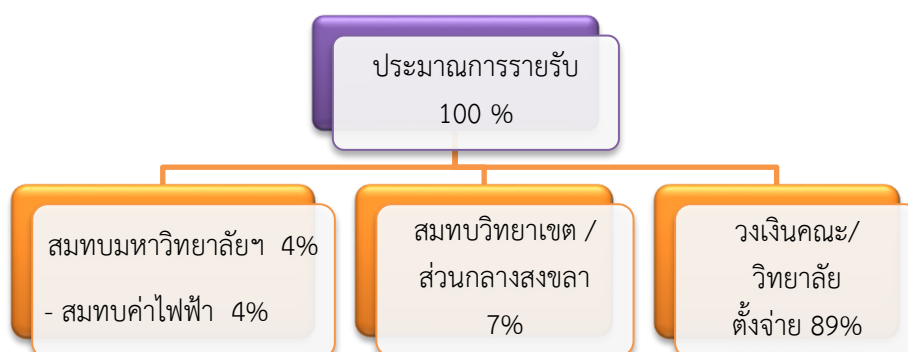 ประมาณการรายรับ
100 %
สมทบมหาวิทยาลัยฯ 4%
- สมทบค่าไฟฟ้า 4%
สมทบวิทยาเขต /
ส่วนกลางสงขลา
7%
วงเงินคณะ/
วิทยาลัย
ตั้งจ่าย 89%